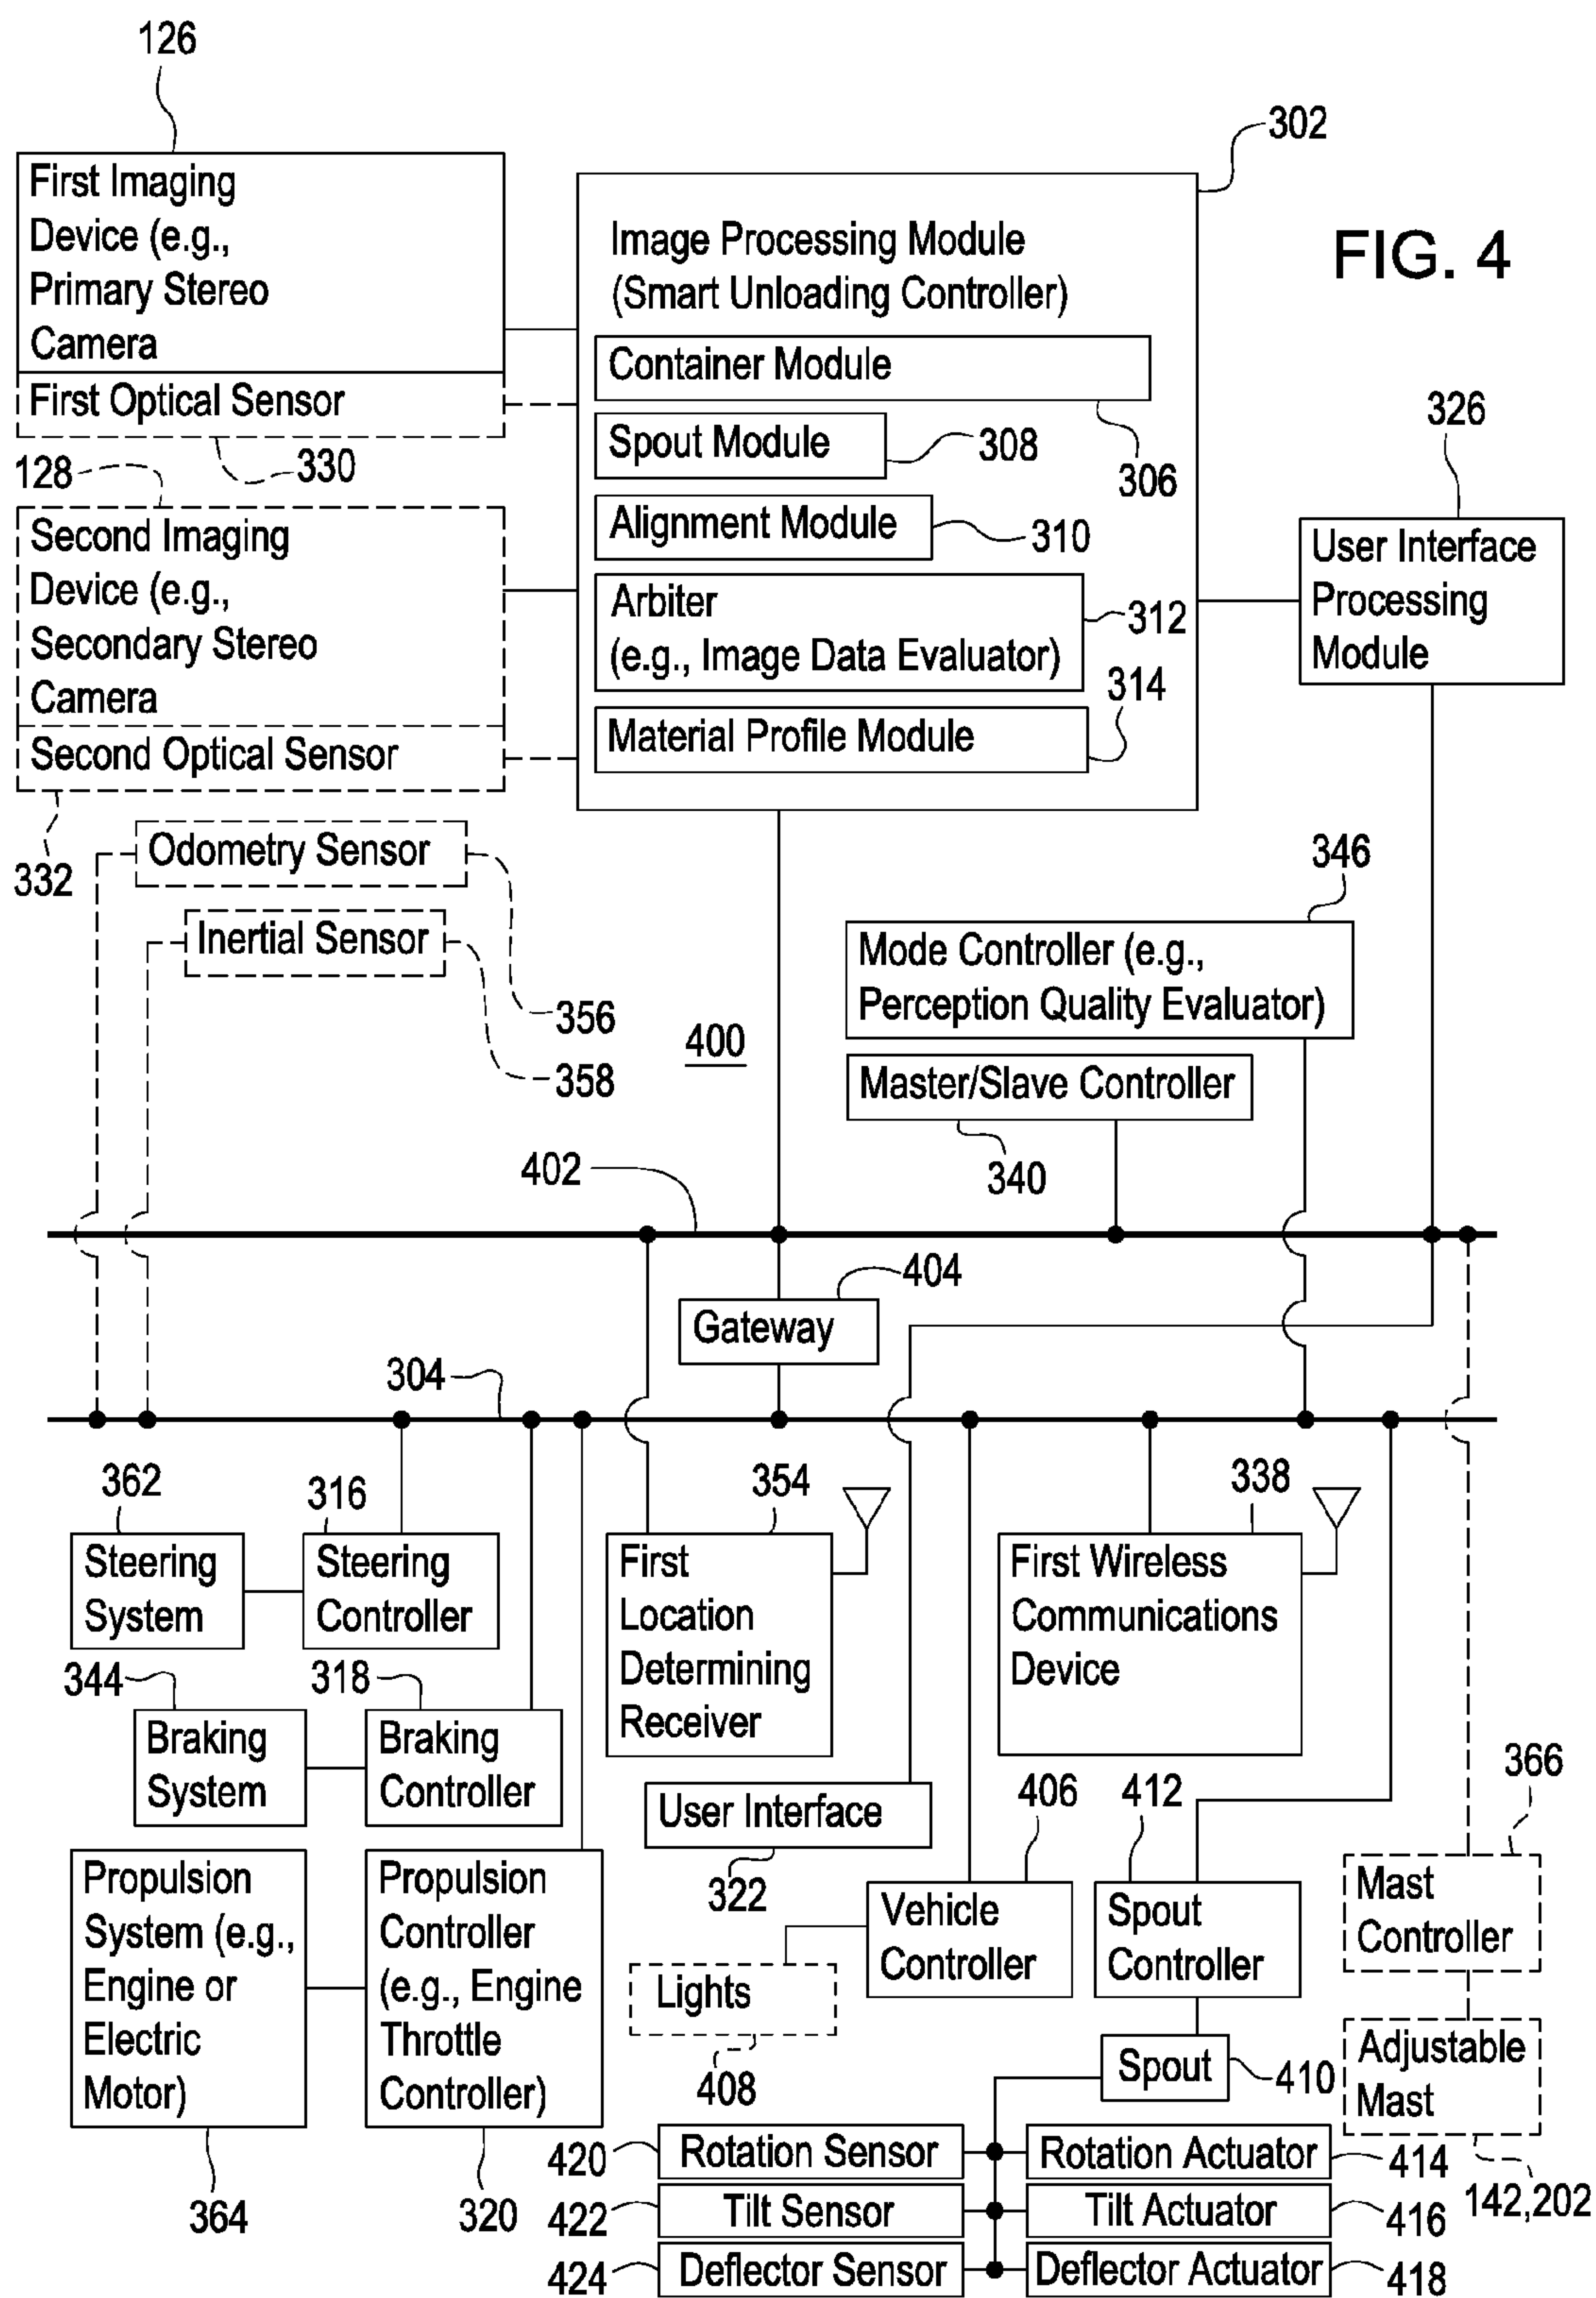 126
302
FIG. 4
First Imaging
Device (e.g.,
Primary Stereo
Camera
First Optical Sensor
330
128
Second Imaging
Device (e.g.,
Secondary Stereo
Camera
Second Optical Sensor
332
Image Processing Module
(Smart Unloading Controller)
Container Module
306
Spout Module
308
Alignment Module
310
Arbiter
(e.g., Image Data Evaluator)
312
314
Material Profile Module
326
User Interface
Processing
Module
Odometry Sensor
Inertial Sensor
356
358
400
346
Mode Controller (e.g.,
Perception Quality Evaluator)
Master/Slave Controller
340
402
404
Gateway
304
362
Steering
System
316
Steering
Controller
344
Braking
System
318
Braking
Controller
Propulsion
System (e.g.,
Engine or
Electric
Motor)
364
Propulsion
Controller
(e.g., Engine
Throttle
Controller)
320
354
First
Location
Determining
Receiver
User Interface
322
338
First Wireless
Communications
Device
406
Vehicle
Controller
Lights
408
412
Spout
Controller
Spout
410
366
Mast
Controller
Adjustable
Mast
142,202
420
Rotation Sensor
Rotation Actuator
414
422
Tilt Sensor
Tilt Actuator
416
424
Deflector Sensor
Deflector Actuator
418